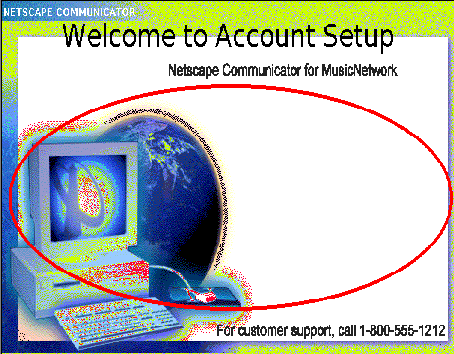 NETSCAPE COMMUNICATOR
Welcome to Account Setup
Netscape Communicator for MusicNetwork
For customer support, call 1-800-555-1212